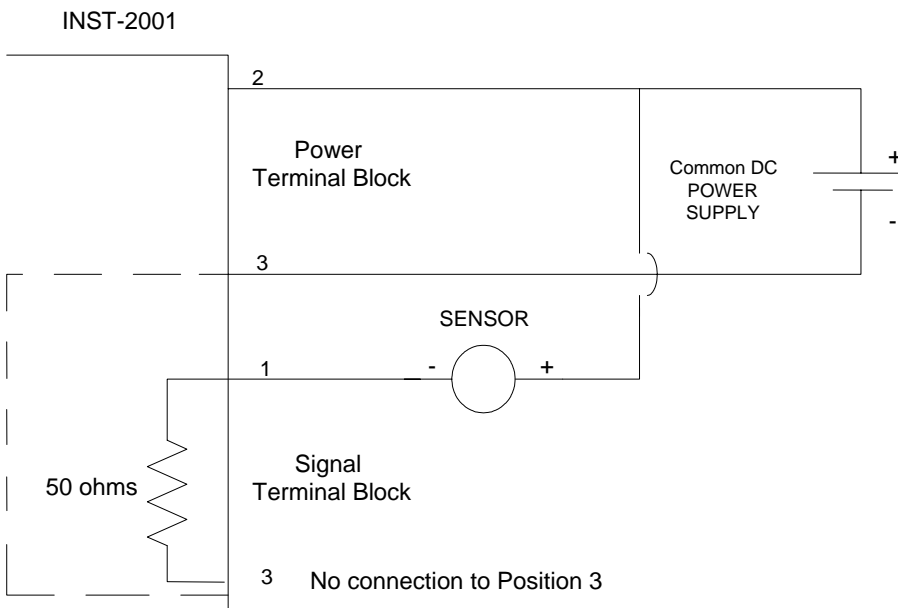 INST-2001
2
Power
Terminal Block
Common DC
POWER
SUPPLY
+
-
3
SENSOR
1
-
+
50 ohms
Signal
Terminal Block
3
No connection to Position 3